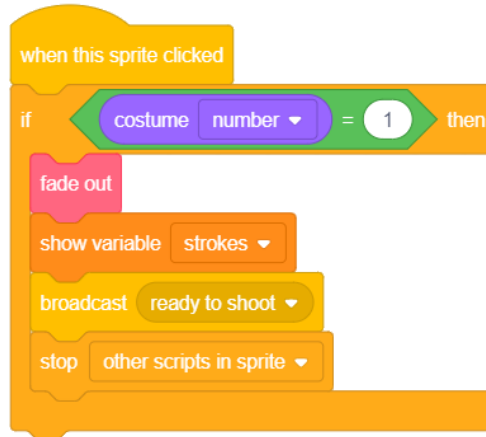 when this sprite clicked
if costume number = 1 then
fade out
show variable strokes
broadcast ready to shoot
stop other scripts in sprite